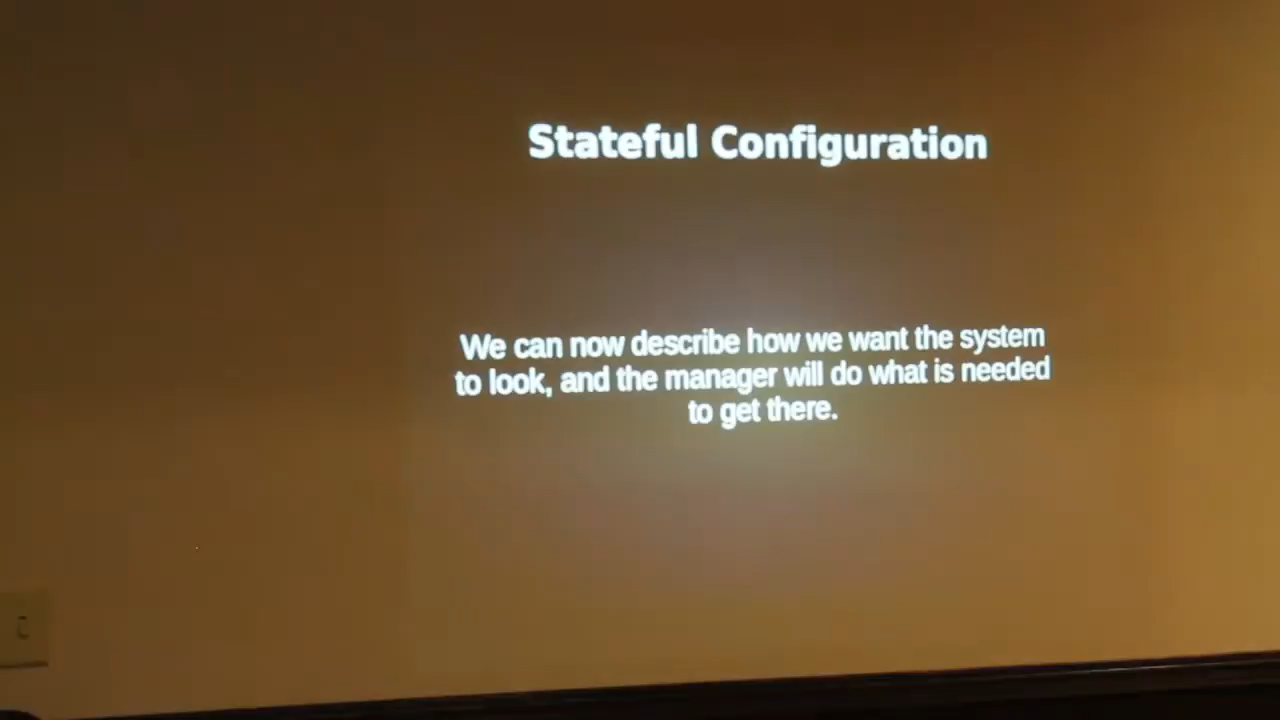 Stateful Configuration
We can now describe how we want the system
to look, and the manager will do what is needed
to get there.